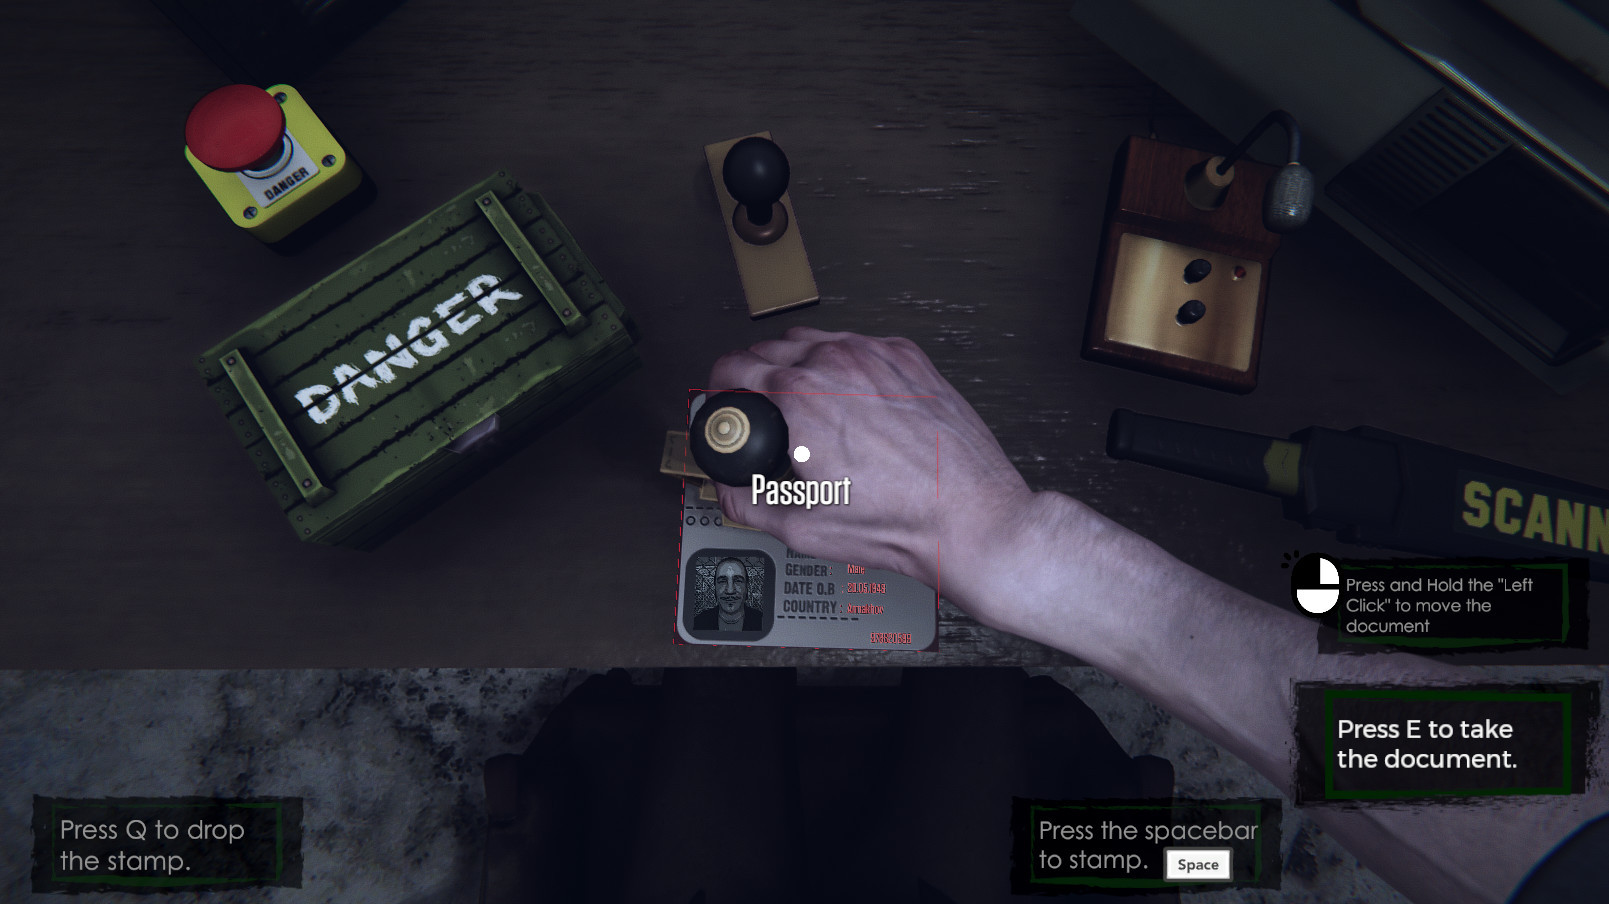 DANGER
DANGER
Passport
GENDER : Male
DATE O.B :
COUNTRY :
SCANN
Press and Hold the "Left
Click" to move the
document
Press E to take
the document.
Press Q to drop
the stamp.
Press the spacebar
to stamp. Space